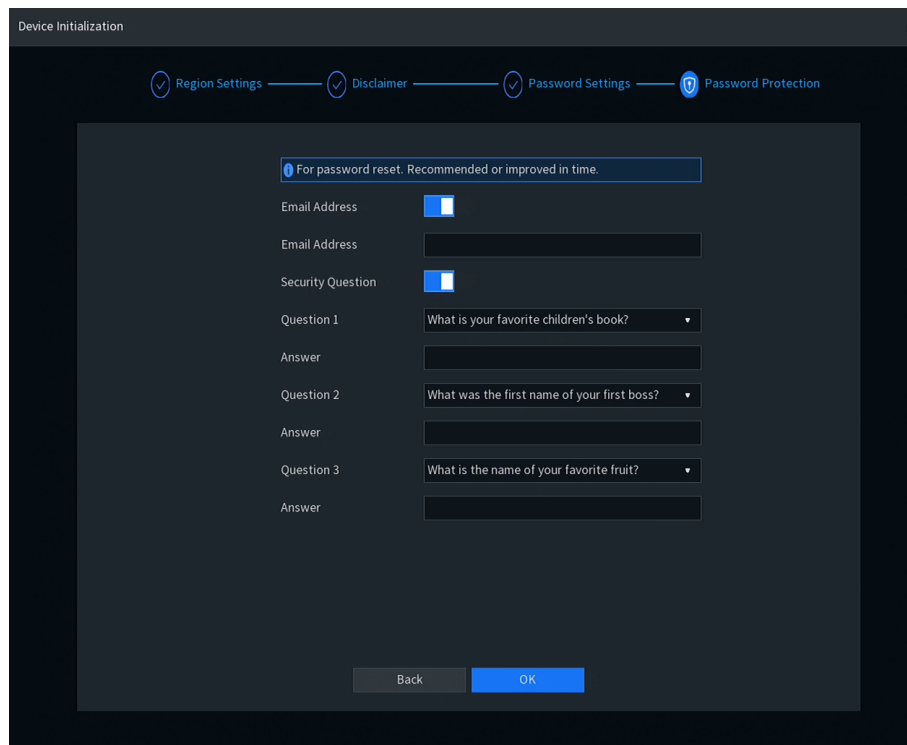 Device Initialization
Region Settings Disclaimer Password Settings Password Protection
For password reset. Recommended or improved in time.
Email Address
Email Address
Security Question
Question 1 What is your favorite children's book?
Answer
Question 2 What was the first name of your first boss?
Answer
Question 3 What is the name of your favorite fruit?
Answer
Back OK